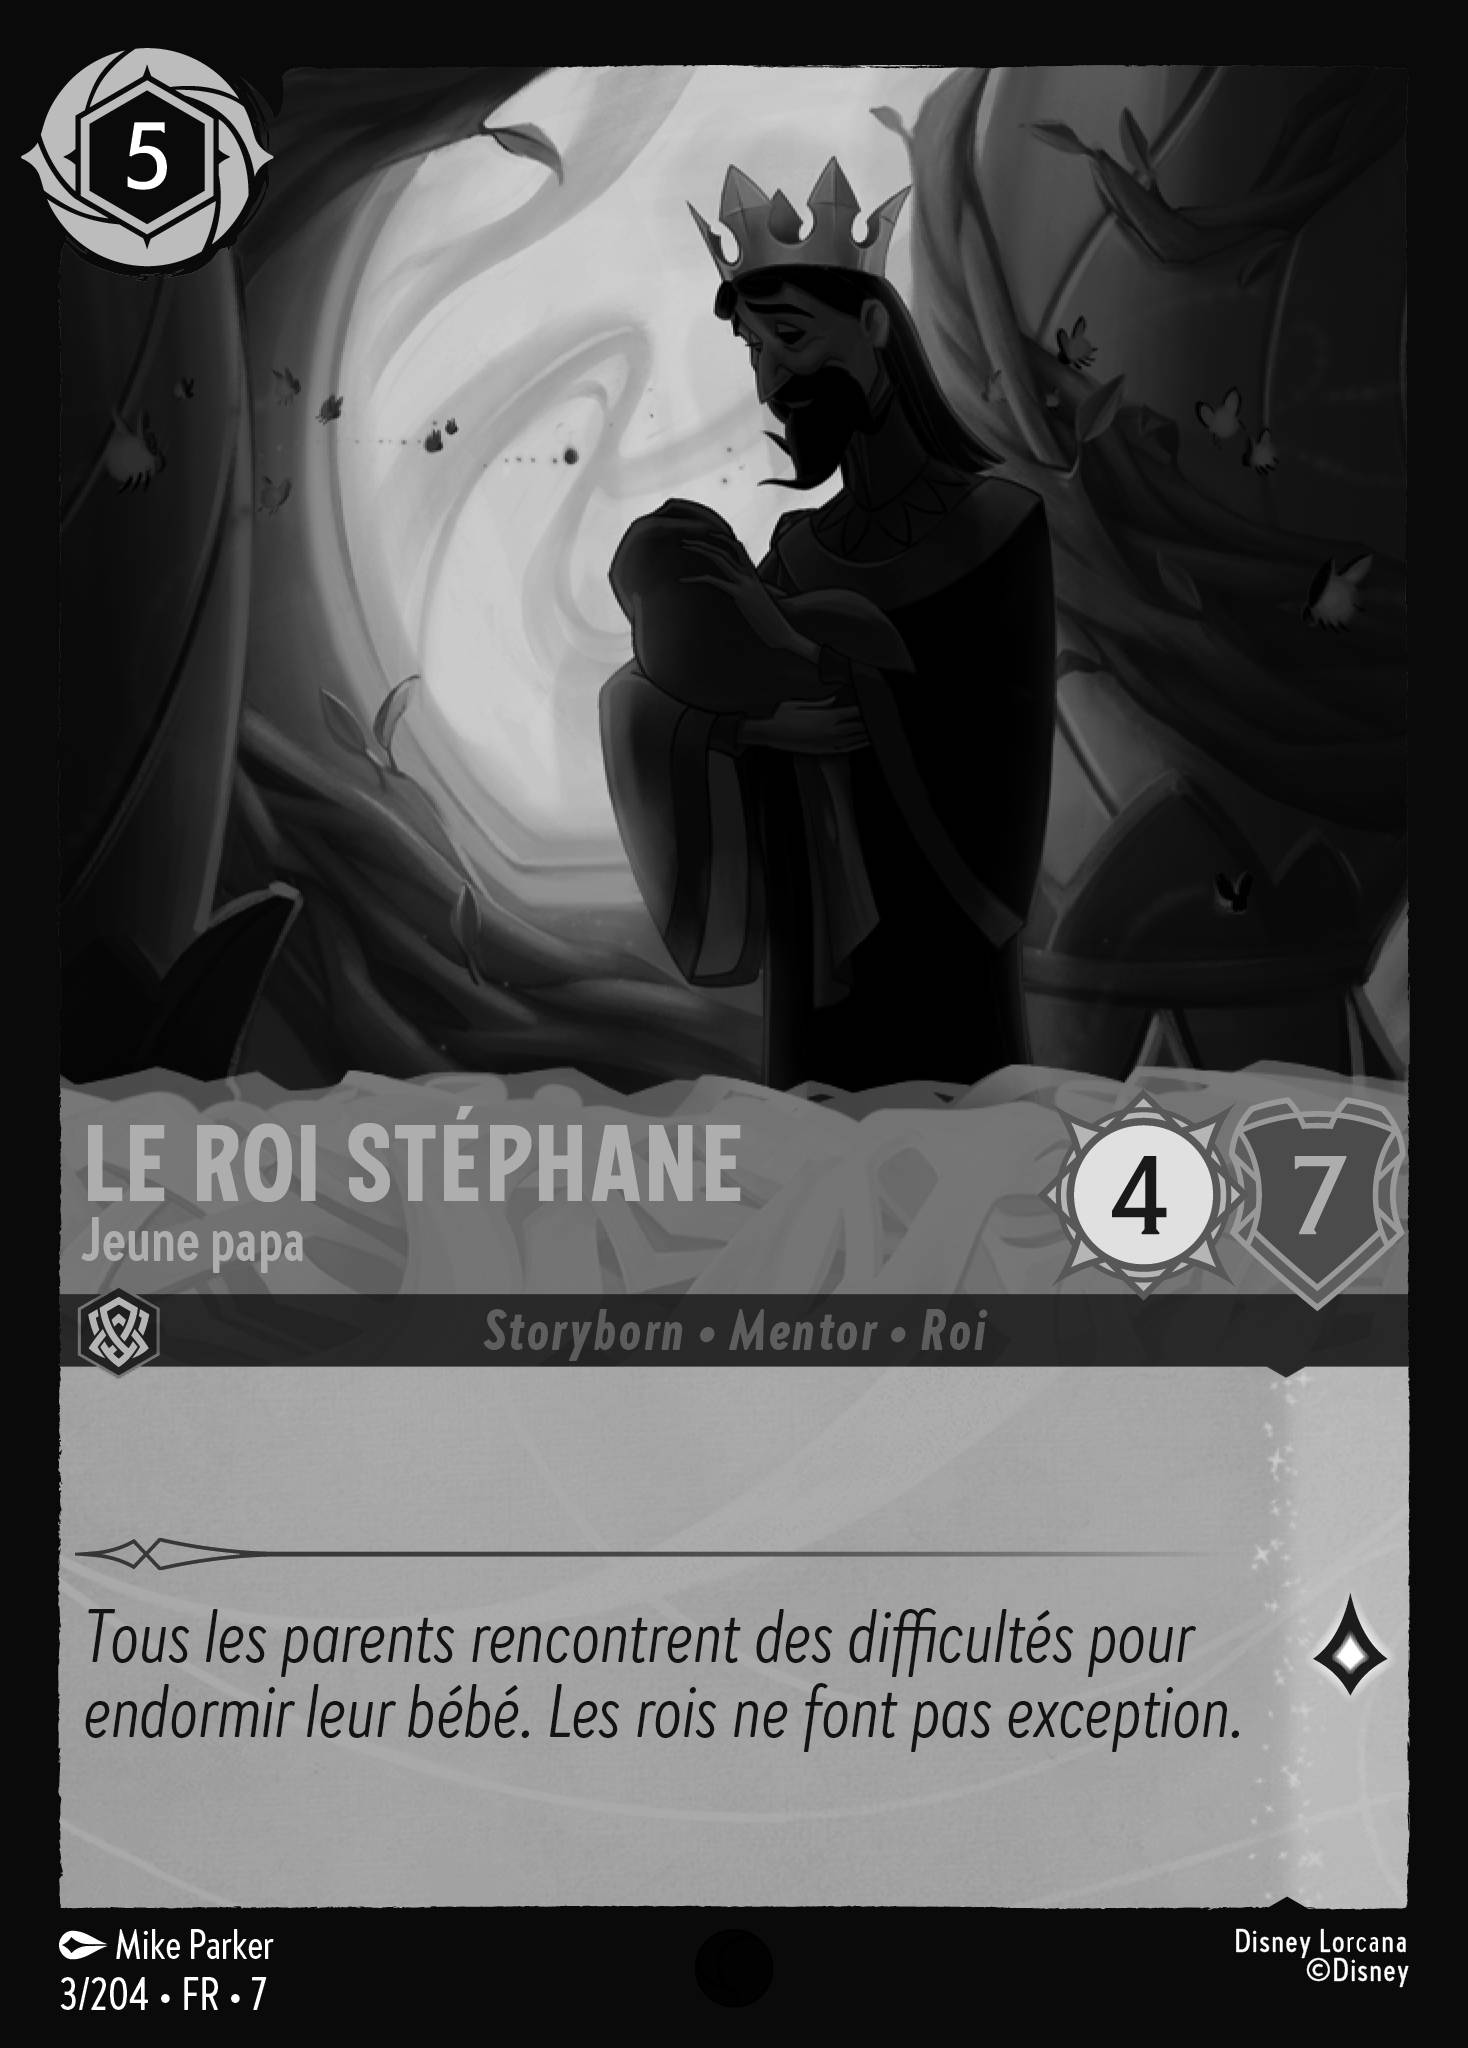 5
LE ROI STÉPHANE
Jeune papa
4
7
Storyborn • Mentor • Roi
Tous les parents rencontrent des difficultés pour
endormir leur bébé. Les rois ne font pas exception.
Mike Parker
3/204 • FR • 7
Disney Lorcana
©Disney